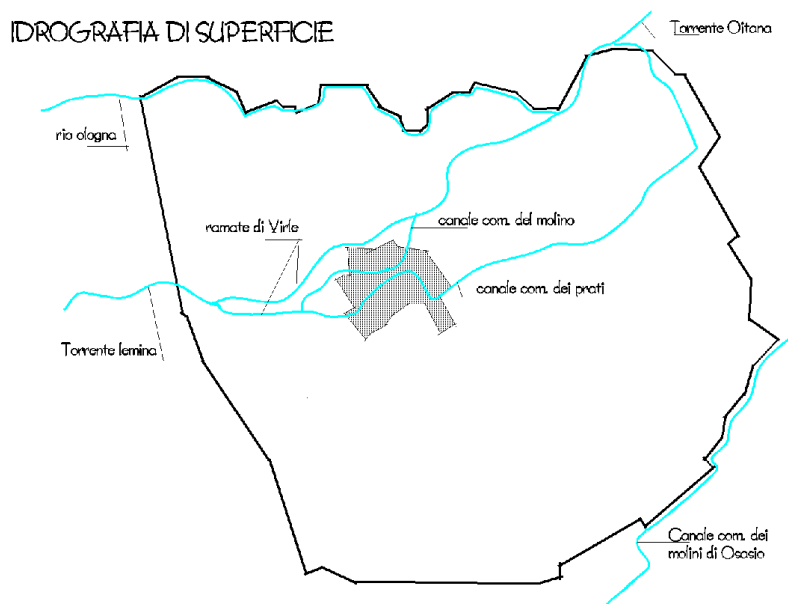 IDROGRAFIA DI SUPERFICIE
Torrente Oitana
rio ologna
ramate di Virle
canale com. del molino
canale com. dei prati
Torrente lemina
Canale com. dei
molini di Osasio